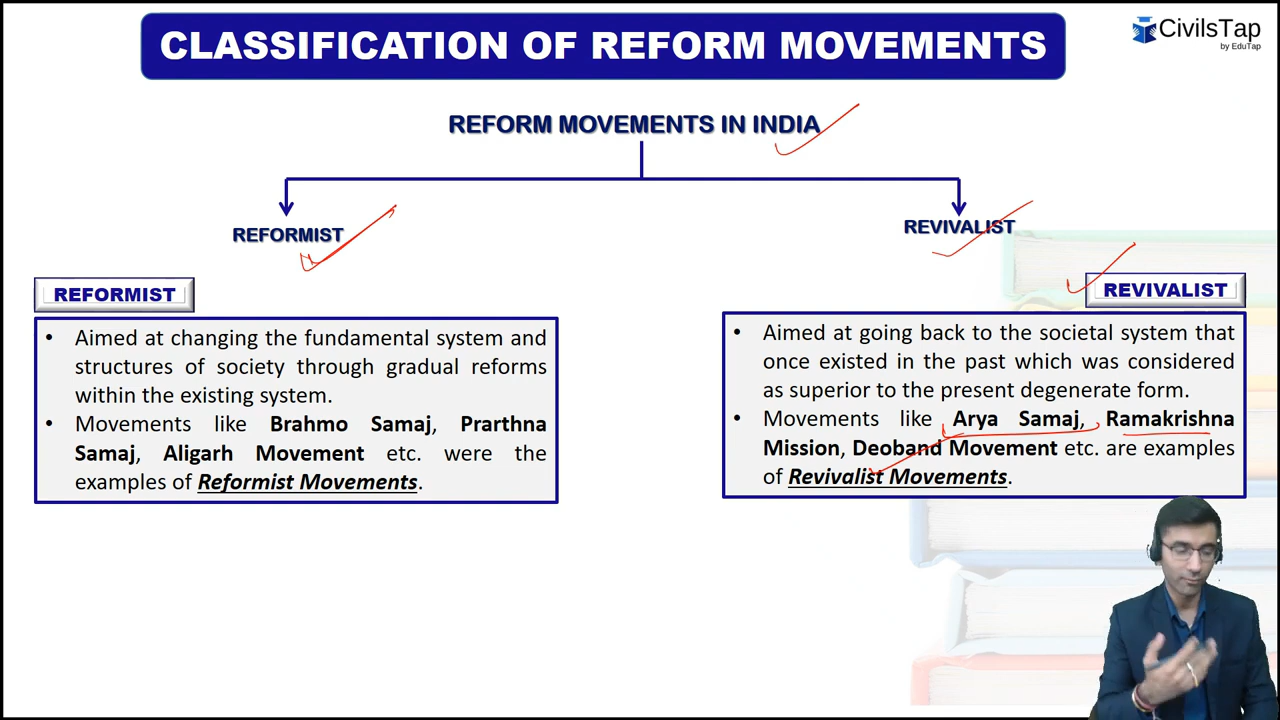 CLASSIFICATION OF REFORM MOVEMENTS
CivilsTap
by EduTap
REFORM MOVEMENTS IN INDIA
REFORMIST
REVIVALIST
REFORMIST
• Aimed at changing the fundamental system and
structures of society through gradual reforms
within the existing system.
• Movements like Brahmo Samaj, Prarthna
Samaj, Aligarh Movement etc. were the
examples of Reformist Movements.
REVIVALIST
• Aimed at going back to the societal system that
once existed in the past which was considered
as superior to the present degenerate form.
• Movements like Arya Samaj, Ramakrishna
Mission, Deoband Movement etc. are examples
of Revivalist Movements.